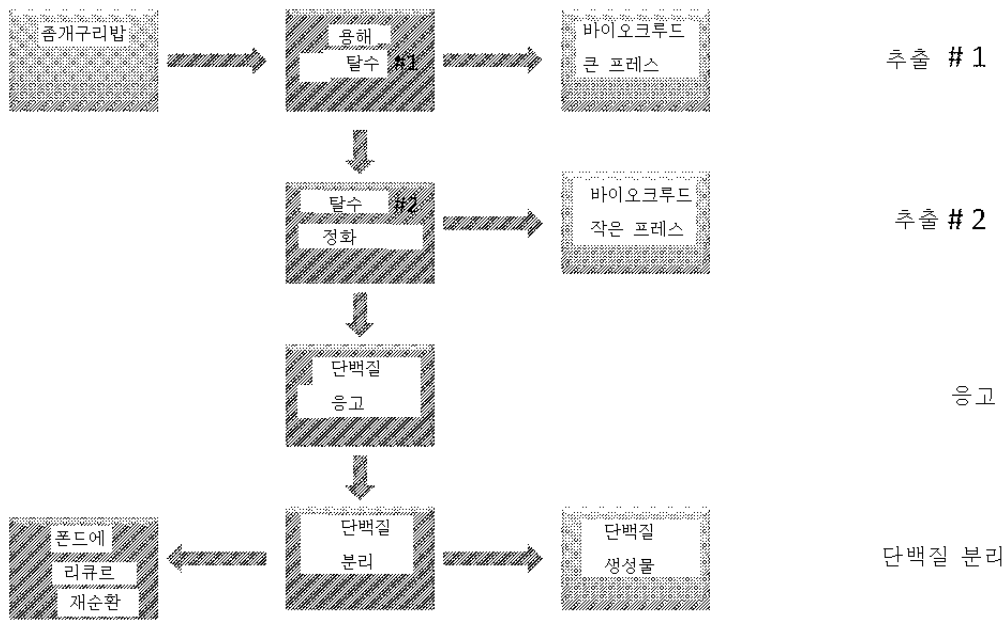 좀개구리밥
용해
탈수 #1
바이오크루드
큰 프레스
추출 #1
탈수 #2
정화
바이오크루드
작은 프레스
추출 #2
단백질
응고
응고
폰드에
리큐르
재순환
단백질
분리
단백질
생성물
단백질 분리